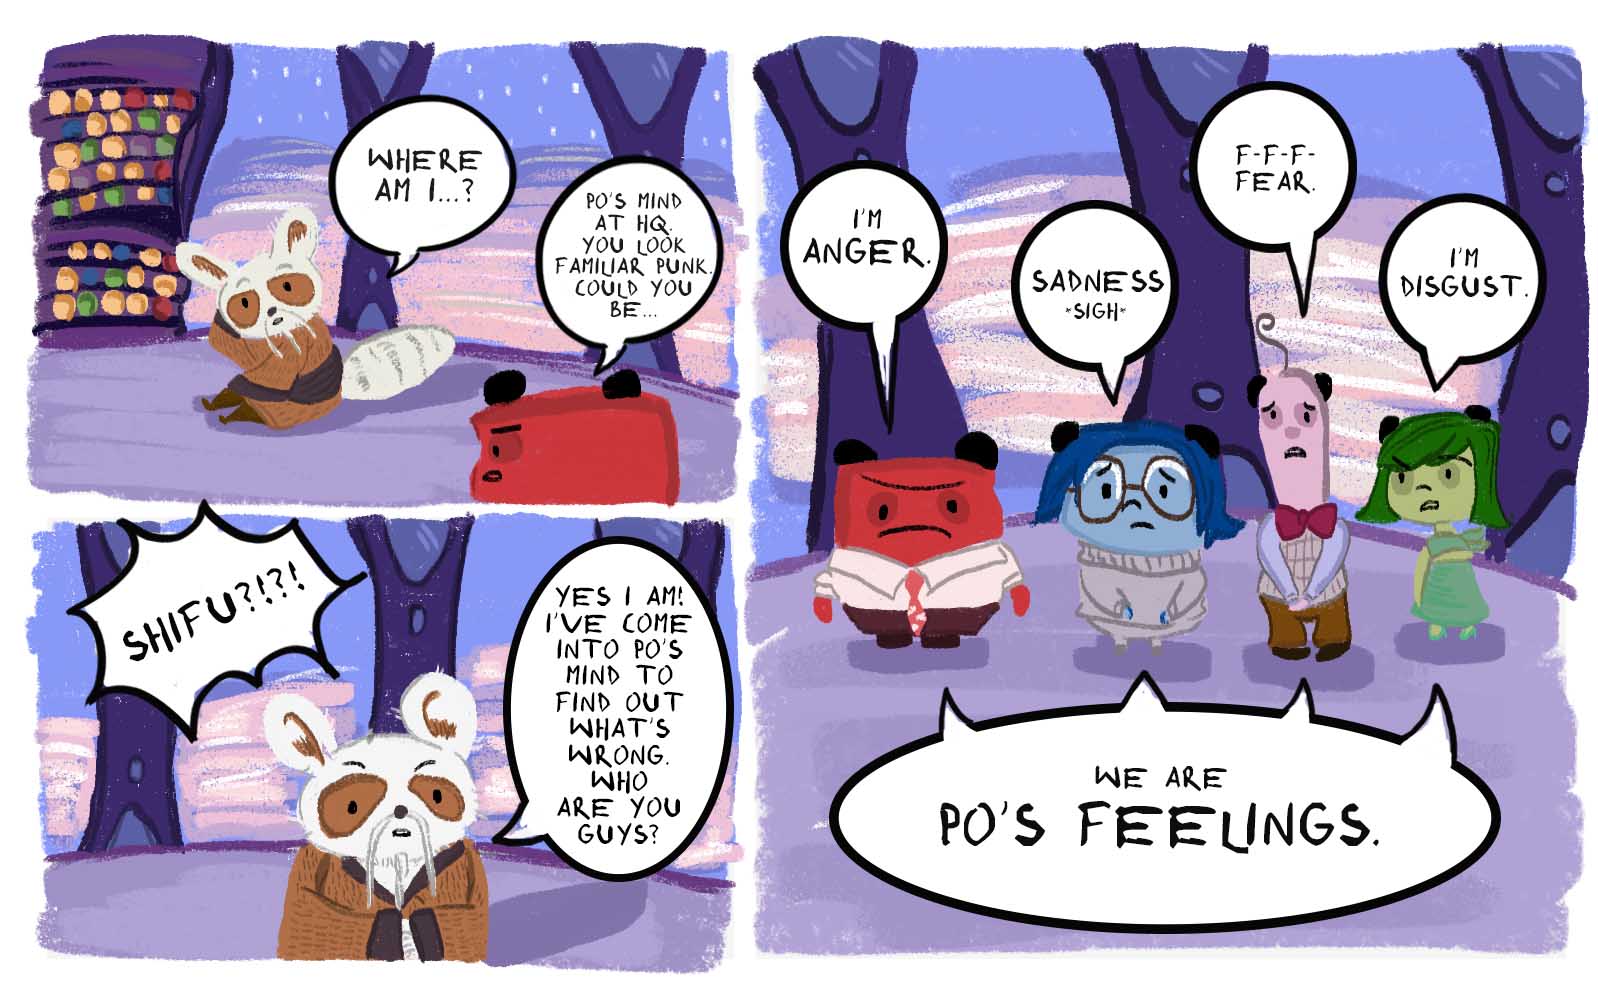 WHERE
AM I...?
PO'S MIND
AT HQ.
YOU LOOK
FAMILIAR PUNK.
COULD YOU
BE...
SHIFU?!?!
YES I AM!
I'VE COME
INTO PO'S
MIND TO
FIND OUT
WHAT'S
WRONG.
WHO
ARE YOU
GUYS?
I'M
ANGER.
SADNESS
*SIGH*
F-F-F-
FEAR.
I'M
DISGUST.
WE ARE
PO'S FEELINGS.